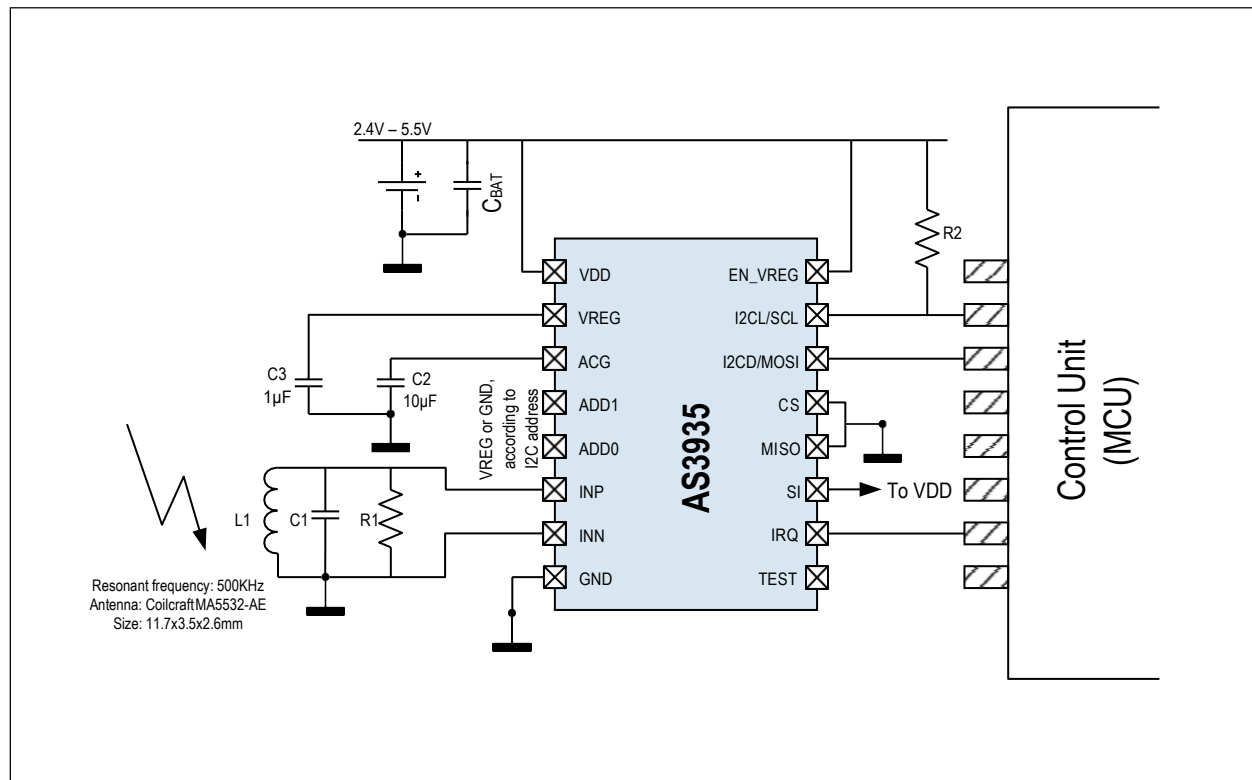 2.4V – 5.5V
+
-
CBAT
R2
VDD
VREG
ACG
ADD1
ADD0
INP
INN
GND
EN_VREG
I2CL/SCL
I2CD/MOSI
CS
MISO
SI
IRQ
TEST
AS3935
To VDD
Control Unit
(MCU)
C3
1µF
C2
10µF
VREG or GND,
according to
I2C address
L1
C1
R1
Resonant frequency: 500KHz
Antenna: CoilcraftMA5532-AE
Size: 11.7x3.5x2.6mm